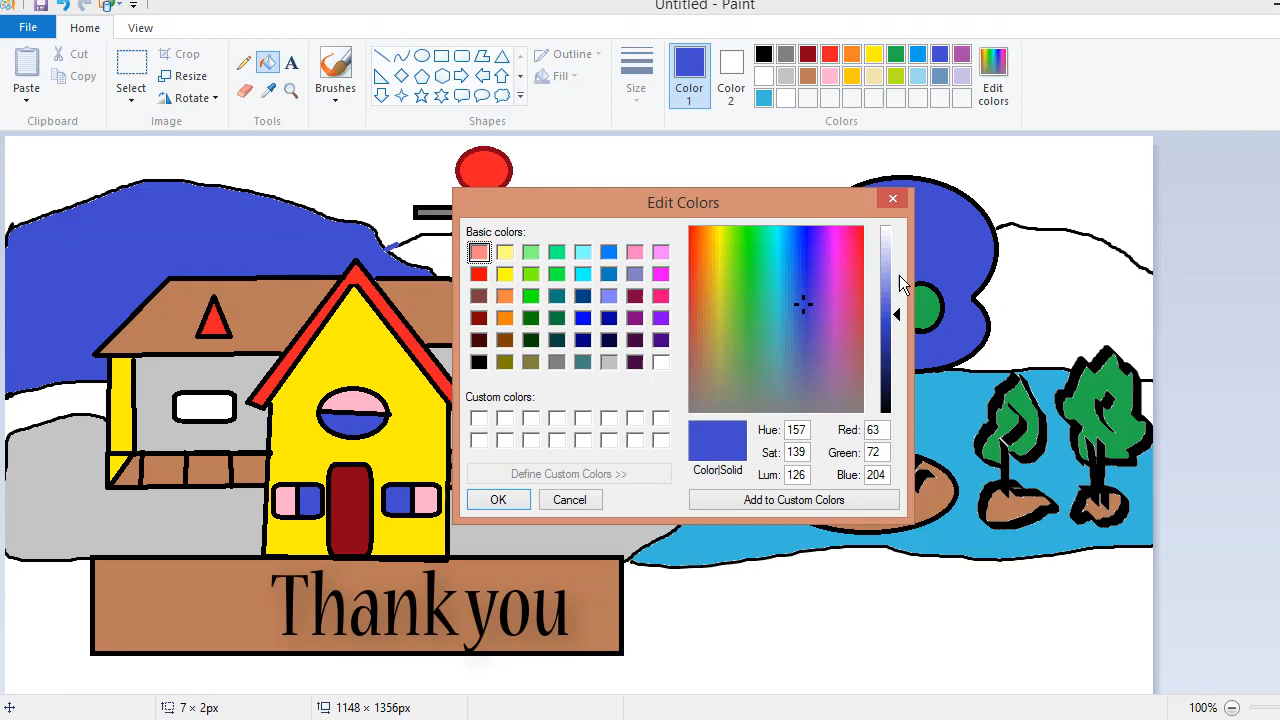 Untitled - Paint
File
Home
View
Paste
Cut
Copy
Clipboard
Select
Crop
Resize
Rotate
Image
A
Tools
Brushes
Shapes
Outline
Fill
Size
Color
1
Color
2
Edit
colors
Colors
Edit Colors
Basic colors:
Custom colors:
Define Custom Colors >>
OK
Cancel
Color|Solid
Hue: 157
Sat: 139
Lum: 126
Red: 63
Green: 72
Blue: 204
Add to Custom Colors
Thank you
7 × 2px
1148 × 1356px
100%